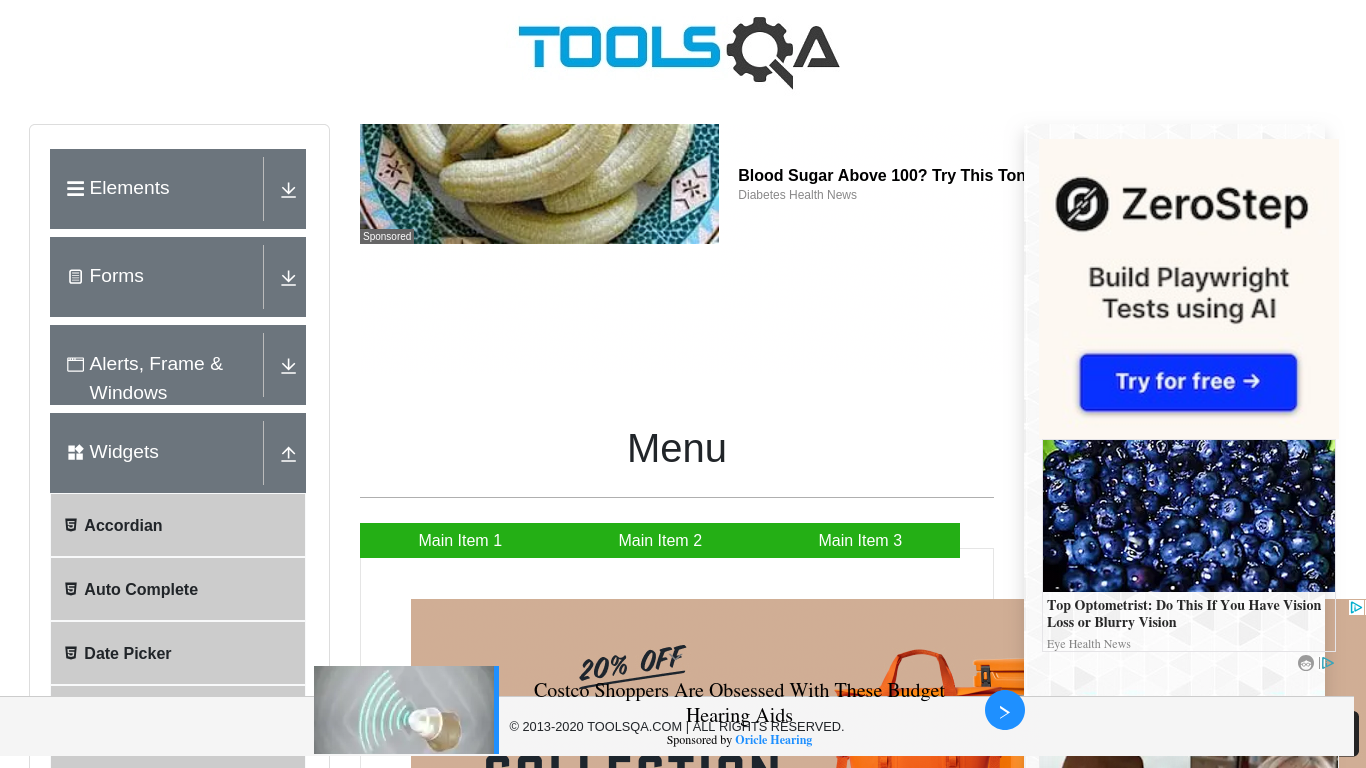 TOOLSQA
Elements
Forms
Alerts, Frame &
Windows
Widgets
Accordian
Auto Complete
Date Picker
Sponsored
Blood Sugar Above 100? Try This Ton
Diabetes Health News
Menu
Main Item 1
Main Item 2
Main Item 3
20% OFF
COLLECTION
ZeroStep
Build Playwright
Tests using AI
Try for free →
Top Optometrist: Do This If You Have Vision
Loss or Blurry Vision
Eye Health News
Costco Shoppers Are Obsessed With These Budget
Hearing Aids
© 2013-2020 TOOLSQA.COM | ALL RIGHTS RESERVED.
Sponsored by Oricle Hearing